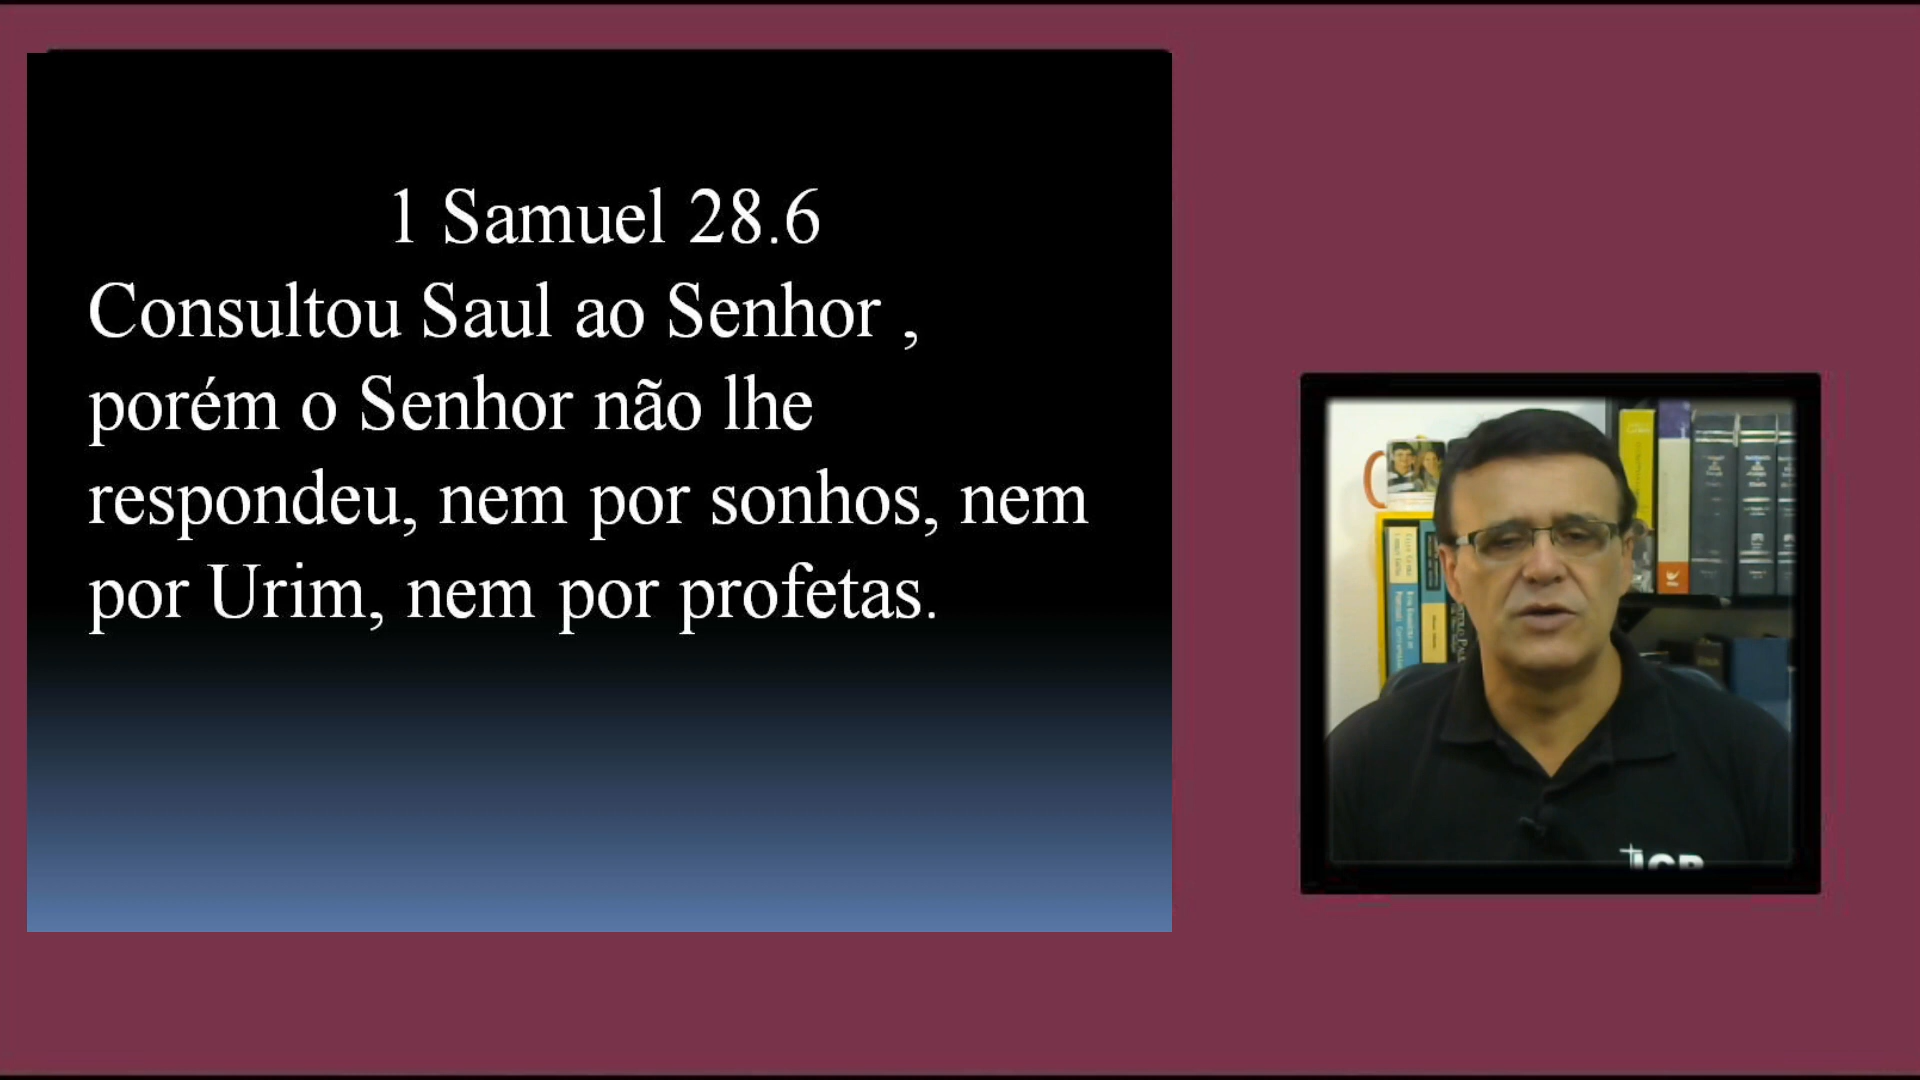 1 Samuel 28.6
Consultou Saul ao Senhor ,
porém o Senhor não lhe
respondeu, nem por sonhos, nem
por Urim, nem por profetas.